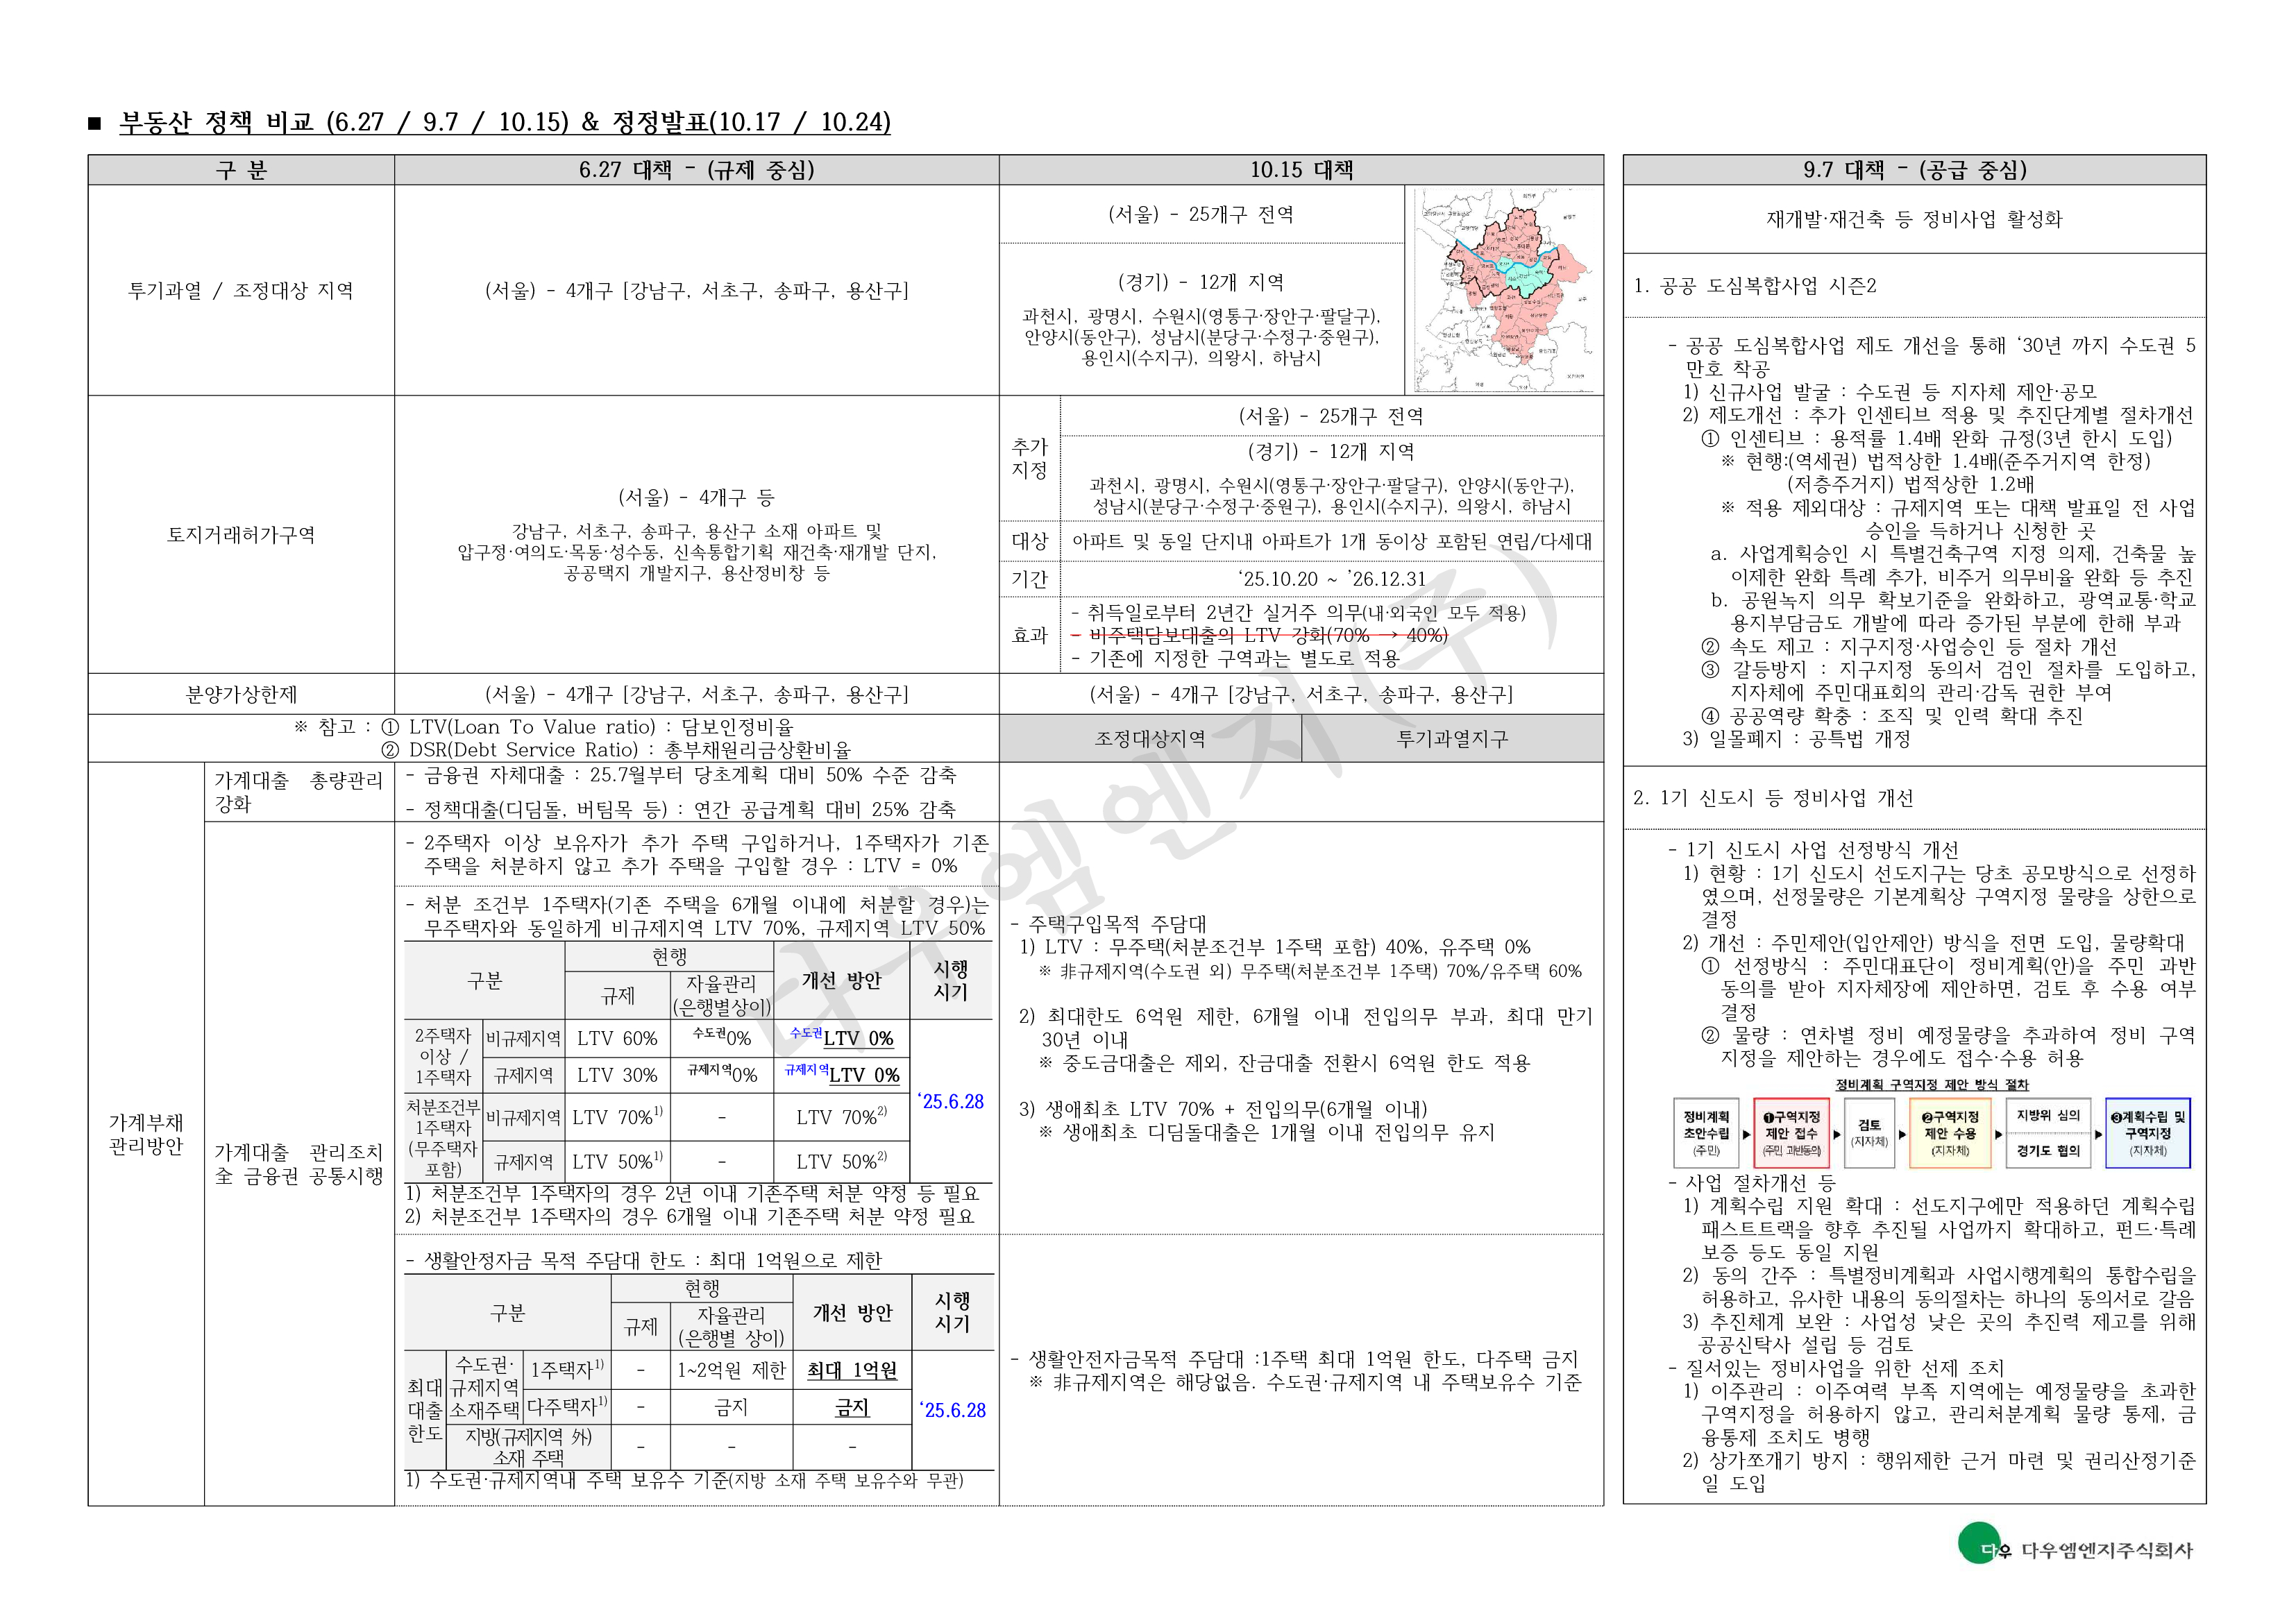 ■ 부동산 정책 비교 (6.27 / 9.7 / 10.15) & 정정발표(10.17 / 10.24)
구 분
6.27 대책 - (규제 중심)
10.15 대책
투기과열 / 조정대상 지역
(서울) - 4개구 [강남구, 서초구, 송파구, 용산구]
(서울) - 25개구 전역
(경기) - 12개 지역
과천시, 광명시, 수원시(영통구·장안구·팔달구),
안양시(동안구), 성남시(분당구·수정구·중원구),
용인시(수지구), 의왕시, 하남시
토지거래허가구역
(서울) - 4개구 등
강남구, 서초구, 송파구, 용산구 소재 아파트 및
압구정·여의도·목동·성수동, 신속통합기획 재건축·재개발 단지,
공공택지 개발지구, 용산정비창 등
추가
지정
(서울) - 25개구 전역
(경기) - 12개 지역
과천시, 광명시, 수원시(영통구·장안구·팔달구), 안양시(동안구),
성남시(분당구·수정구·중원구), 용인시(수지구), 의왕시, 하남시
대상
아파트 및 동일 단지내 아파트가 1개 동이상 포함된 연립/다세대
기간
‘25.10.20 ~ ’26.12.31
효과
- 취득일로부터 2년간 실거주 의무(내·외국인 모두 적용)
- 비주택담보대출의 LTV 강화(70% → 40%)
- 기존에 지정한 구역과는 별도로 적용
분양가상한제
(서울) - 4개구 [강남구, 서초구, 송파구, 용산구]
(서울) - 4개구 [강남구, 서초구, 송파구, 용산구]
※ 참고 : ① LTV(Loan To Value ratio) : 담보인정비율
② DSR(Debt Service Ratio) : 총부채원리금상환비율
조정대상지역
투기과열지구
가계부채
관리방안
가계대출 총량관리
강화
- 금융권 자체대출 : 25.7월부터 당초계획 대비 50% 수준 감축
- 정책대출(디딤돌, 버팀목 등) : 연간 공급계획 대비 25% 감축
가계대출 관리조치
全 금융권 공통시행
- 2주택자 이상 보유자가 추가 주택 구입하거나, 1주택자가 기존
주택을 처분하지 않고 추가 주택을 구입할 경우 : LTV = 0%
- 처분 조건부 1주택자(기존 주택을 6개월 이내에 처분할 경우)는
무주택자와 동일하게 비규제지역 LTV 70%, 규제지역 LTV 50%
구분
현행
규제
자율관리
(은행별상이)
개선 방안
시행
시기
2주택자
이상 /
1주택자
비규제지역
LTV 60%
수도권0%
수도권LTV 0%
규제지역
LTV 30%
규제지역0%
규제지역LTV 0%
‘25.6.28
처분조건부
1주택자
(무주택자
포함)
비규제지역
LTV 70%1)
-
LTV 70%2)
규제지역
LTV 50%1)
-
LTV 50%2)
1) 처분조건부 1주택자의 경우 2년 이내 기존주택 처분 약정 등 필요
2) 처분조건부 1주택자의 경우 6개월 이내 기존주택 처분 약정 필요
- 주택구입목적 주담대
1) LTV : 무주택(처분조건부 1주택 포함) 40%, 유주택 0%
※ 非규제지역(수도권 외) 무주택(처분조건부 1주택) 70%/유주택 60%
2) 최대한도 6억원 제한, 6개월 이내 전입의무 부과, 최대 만기
30년 이내
※ 중도금대출은 제외, 잔금대출 전환시 6억원 한도 적용
3) 생애최초 LTV 70% + 전입의무(6개월 이내)
※ 생애최초 디딤돌대출은 1개월 이내 전입의무 유지
- 생활안정자금 목적 주담대 한도 : 최대 1억원으로 제한
구분
현행
규제
자율관리
(은행별 상이)
개선 방안
시행
시기
최대
대출
한도
수도권·
규제지역
소재주택
1주택자1)
-
1~2억원 제한
최대 1억원
다주택자1)
-
금지
금지
‘25.6.28
지방(규제지역 外)
소재 주택
-
-
-
1) 수도권·규제지역내 주택 보유수 기준(지방 소재 주택 보유수와 무관)
- 생활안전자금목적 주담대 :1주택 최대 1억원 한도, 다주택 금지
※ 非규제지역은 해당없음. 수도권·규제지역 내 주택보유수 기준
9.7 대책 - (공급 중심)
재개발·재건축 등 정비사업 활성화
1. 공공 도심복합사업 시즌2
- 공공 도심복합사업 제도 개선을 통해 ‘30년 까지 수도권 5
만호 착공
1) 신규사업 발굴 : 수도권 등 지자체 제안·공모
2) 제도개선 : 추가 인센티브 적용 및 추진단계별 절차개선
① 인센티브 : 용적률 1.4배 완화 규정(3년 한시 도입)
※ 현행:(역세권) 법적상한 1.4배(준주거지역 한정)
(저층주거지) 법적상한 1.2배
※ 적용 제외대상 : 규제지역 또는 대책 발표일 전 사업
승인을 득하거나 신청한 곳
a. 사업계획승인 시 특별건축구역 지정 의제, 건축물 높
이제한 완화 특례 추가, 비주거 의무비율 완화 등 추진
b. 공원녹지 의무 확보기준을 완화하고, 광역교통·학교
용지부담금도 개발에 따라 증가된 부분에 한해 부과
② 속도 제고 : 지구지정·사업승인 등 절차 개선
③ 갈등방지 : 지구지정 동의서 검인 절차를 도입하고,
지자체에 주민대표회의 관리·감독 권한 부여
④ 공공역량 확충 : 조직 및 인력 확대 추진
3) 일몰폐지 : 공특법 개정
2. 1기 신도시 등 정비사업 개선
- 1기 신도시 사업 선정방식 개선
1) 현황 : 1기 신도시 선도지구는 당초 공모방식으로 선정하
였으며, 선정물량은 기본계획상 구역지정 물량을 상한으로
결정
2) 개선 : 주민제안(입안제안) 방식을 전면 도입, 물량확대
① 선정방식 : 주민대표단이 정비계획(안)을 주민 과반
동의를 받아 지자체장에 제안하면, 검토 후 수용 여부
결정
② 물량 : 연차별 정비 예정물량을 추과하여 정비 구역
지정을 제안하는 경우에도 접수·수용 허용
정비계획 구역지정 제안 방식 절차
정비계획
초안수립
(주민)
▶
❶구역지정
제안 접수
(주민 과반동의)
▶
검토
(지자체)
▶
❷구역지정
제안 수용
(지자체)
▶
지방위 심의
경기도 협의
▶
❸계획수립 및
구역지정
(지자체)
- 사업 절차개선 등
1) 계획수립 지원 확대 : 선도지구에만 적용하던 계획수립
패스트트랙을 향후 추진될 사업까지 확대하고, 펀드·특례
보증 등도 동일 지원
2) 동의 간주 : 특별정비계획과 사업시행계획의 통합수립을
허용하고, 유사한 내용의 동의절차는 하나의 동의서로 갈음
3) 추진체계 보완 : 사업성 낮은 곳의 추진력 제고를 위해
공공신탁사 설립 등 검토
- 질서있는 정비사업을 위한 선제 조치
1) 이주관리 : 이주여력 부족 지역에는 예정물량을 초과한
구역지정을 허용하지 않고, 관리처분계획 물량 통제, 금
융통제 조치도 병행
2) 상가쪼개기 방지 : 행위제한 근거 마련 및 권리산정기준
일 도입
다우엠엔지(주)
다우 다우엠엔지주식회사